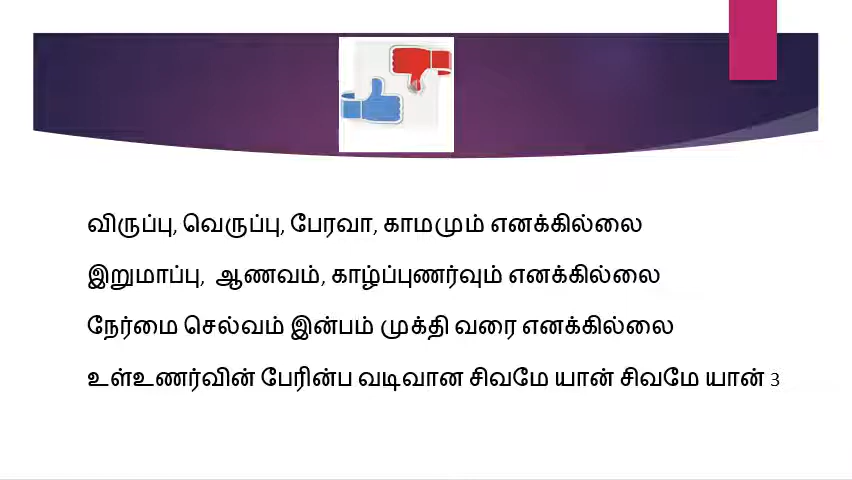 விருப்பு, வெருப்பு, பேரவா, காமமும் எனக்கில்லை
இறுமாப்பு, ஆணவம், காழ்ப்புணர்வும் எனக்கில்லை
நேர்மை செல்வம் இன்பம் முக்தி வரை எனக்கில்லை
உள்உணர்வின் பேரின்ப வடிவான சிவமே யான் சிவமே யான் 3